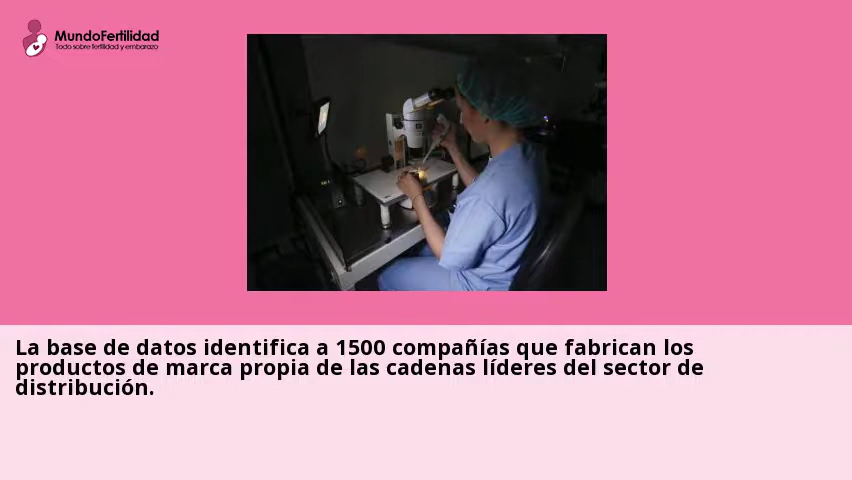 MundoFertilidad
Todo sobre fertilidad y embarazo
La base de datos identifica a 1500 compañías que fabrican los
productos de marca propia de las cadenas líderes del sector de
distribución.